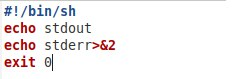 #!/bin/sh
echo stdout
echo stderr>&2
exit 0